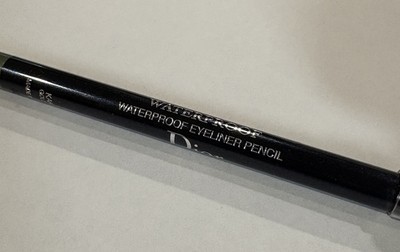 WATERPROOF
WATERPROOF EYELINER PENCIL
Dior